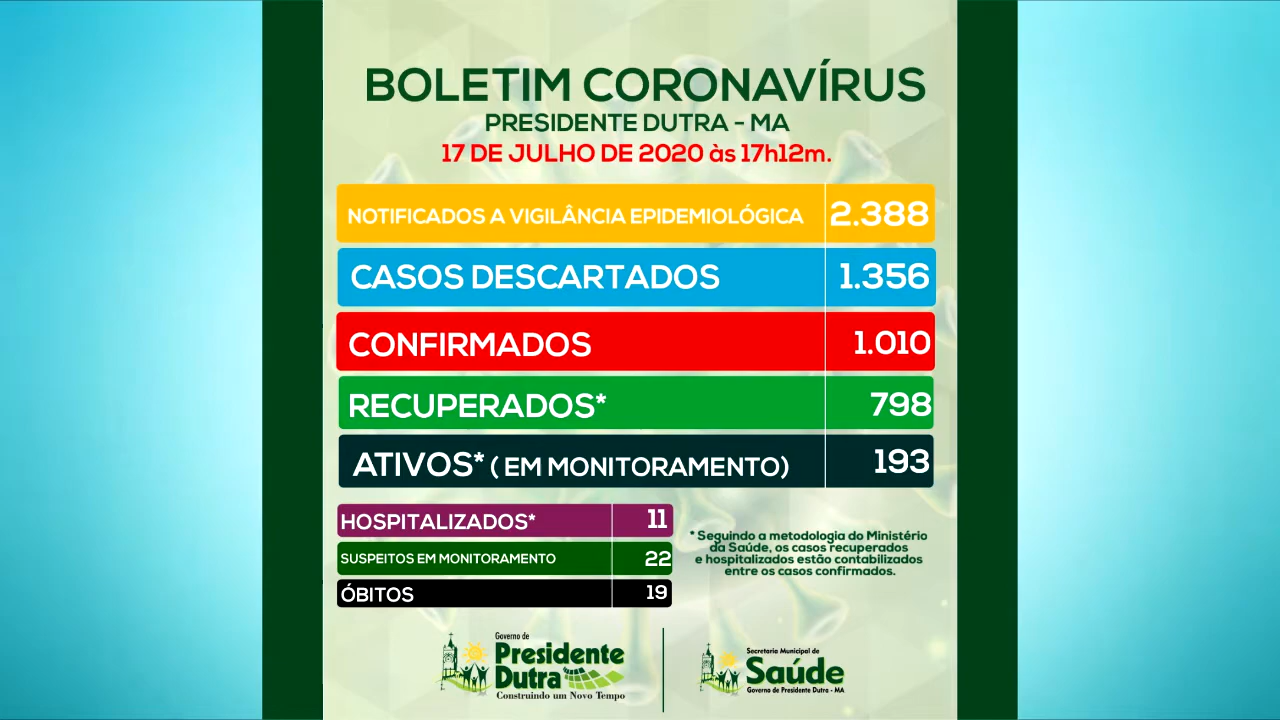 BOLETIM CORONAVÍRUS
PRESIDENTE DUTRA - MA
17 DE JULHO DE 2020 às 17h12m.
NOTIFICADOS A VIGILÂNCIA EPIDEMIOLÓGICA 2.388
CASOS DESCARTADOS 1.356
CONFIRMADOS 1.010
RECUPERADOS* 798
ATIVOS* ( EM MONITORAMENTO) 193
HOSPITALIZADOS* 11
SUSPEITOS EM MONITORAMENTO 22
ÓBITOS 19
* Seguindo a metodologia do Ministério
da Saúde, os casos recuperados
e hospitalizados estão contabilizados
entre os casos confirmados.
Governo de
Presidente
Dutra
Construindo um Novo Tempo
Secretaria Municipal de
Saúde
Governo de Presidente Dutra - MA